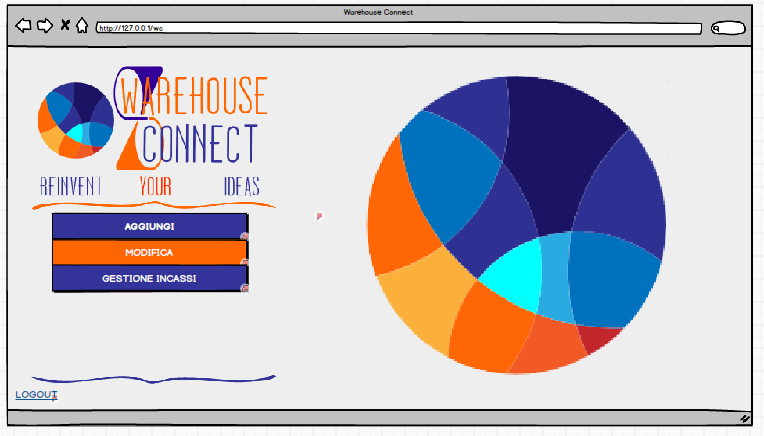 Warehouse Connect
http://127.0.0.1/wc
WAREHOUSE
CONNECT
REINVENT YOUR IDEAS
AGGIUNGI
MODIFICA
GESTIONE INCASSI
LOGOUT